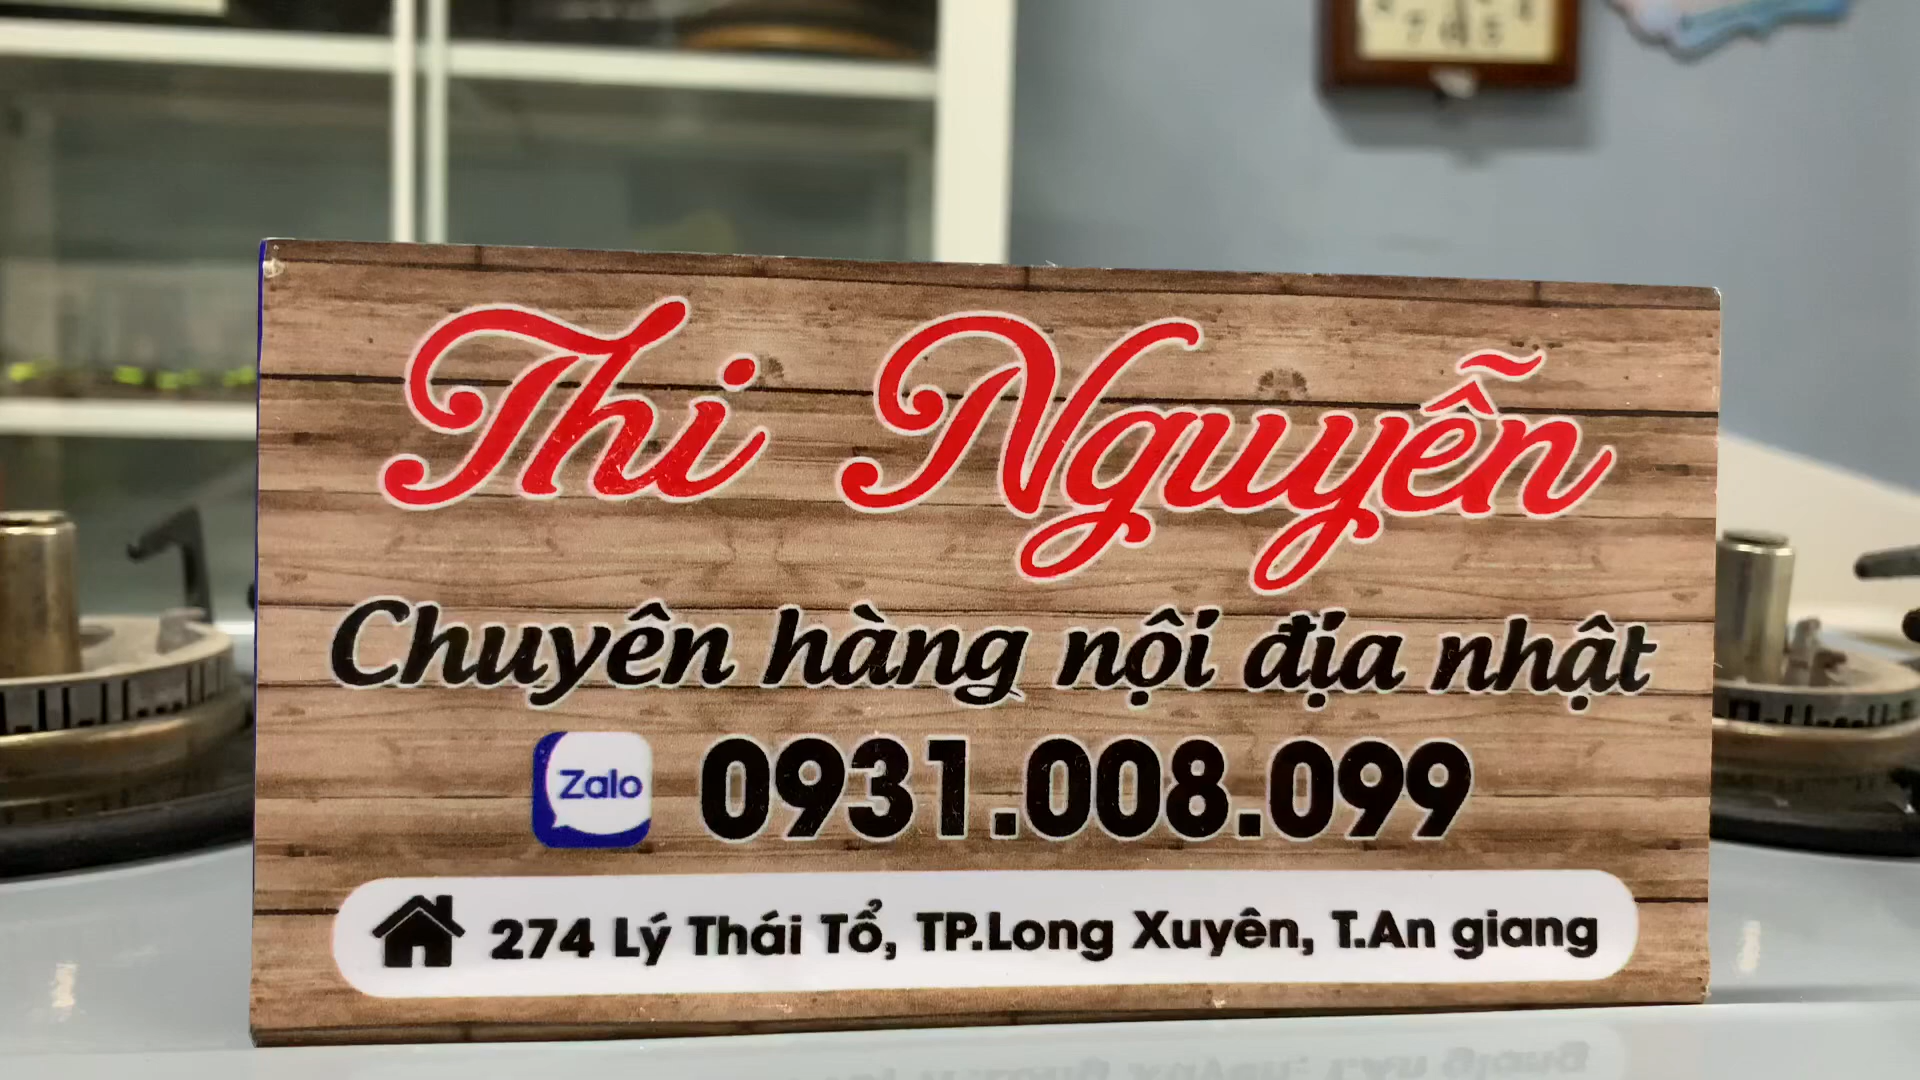 Thi Nguyễn
Chuyên hàng nội địa nhật
Zalo 0931.008.099
274 Lý Thái Tổ, TP.Long Xuyên, T.An giang